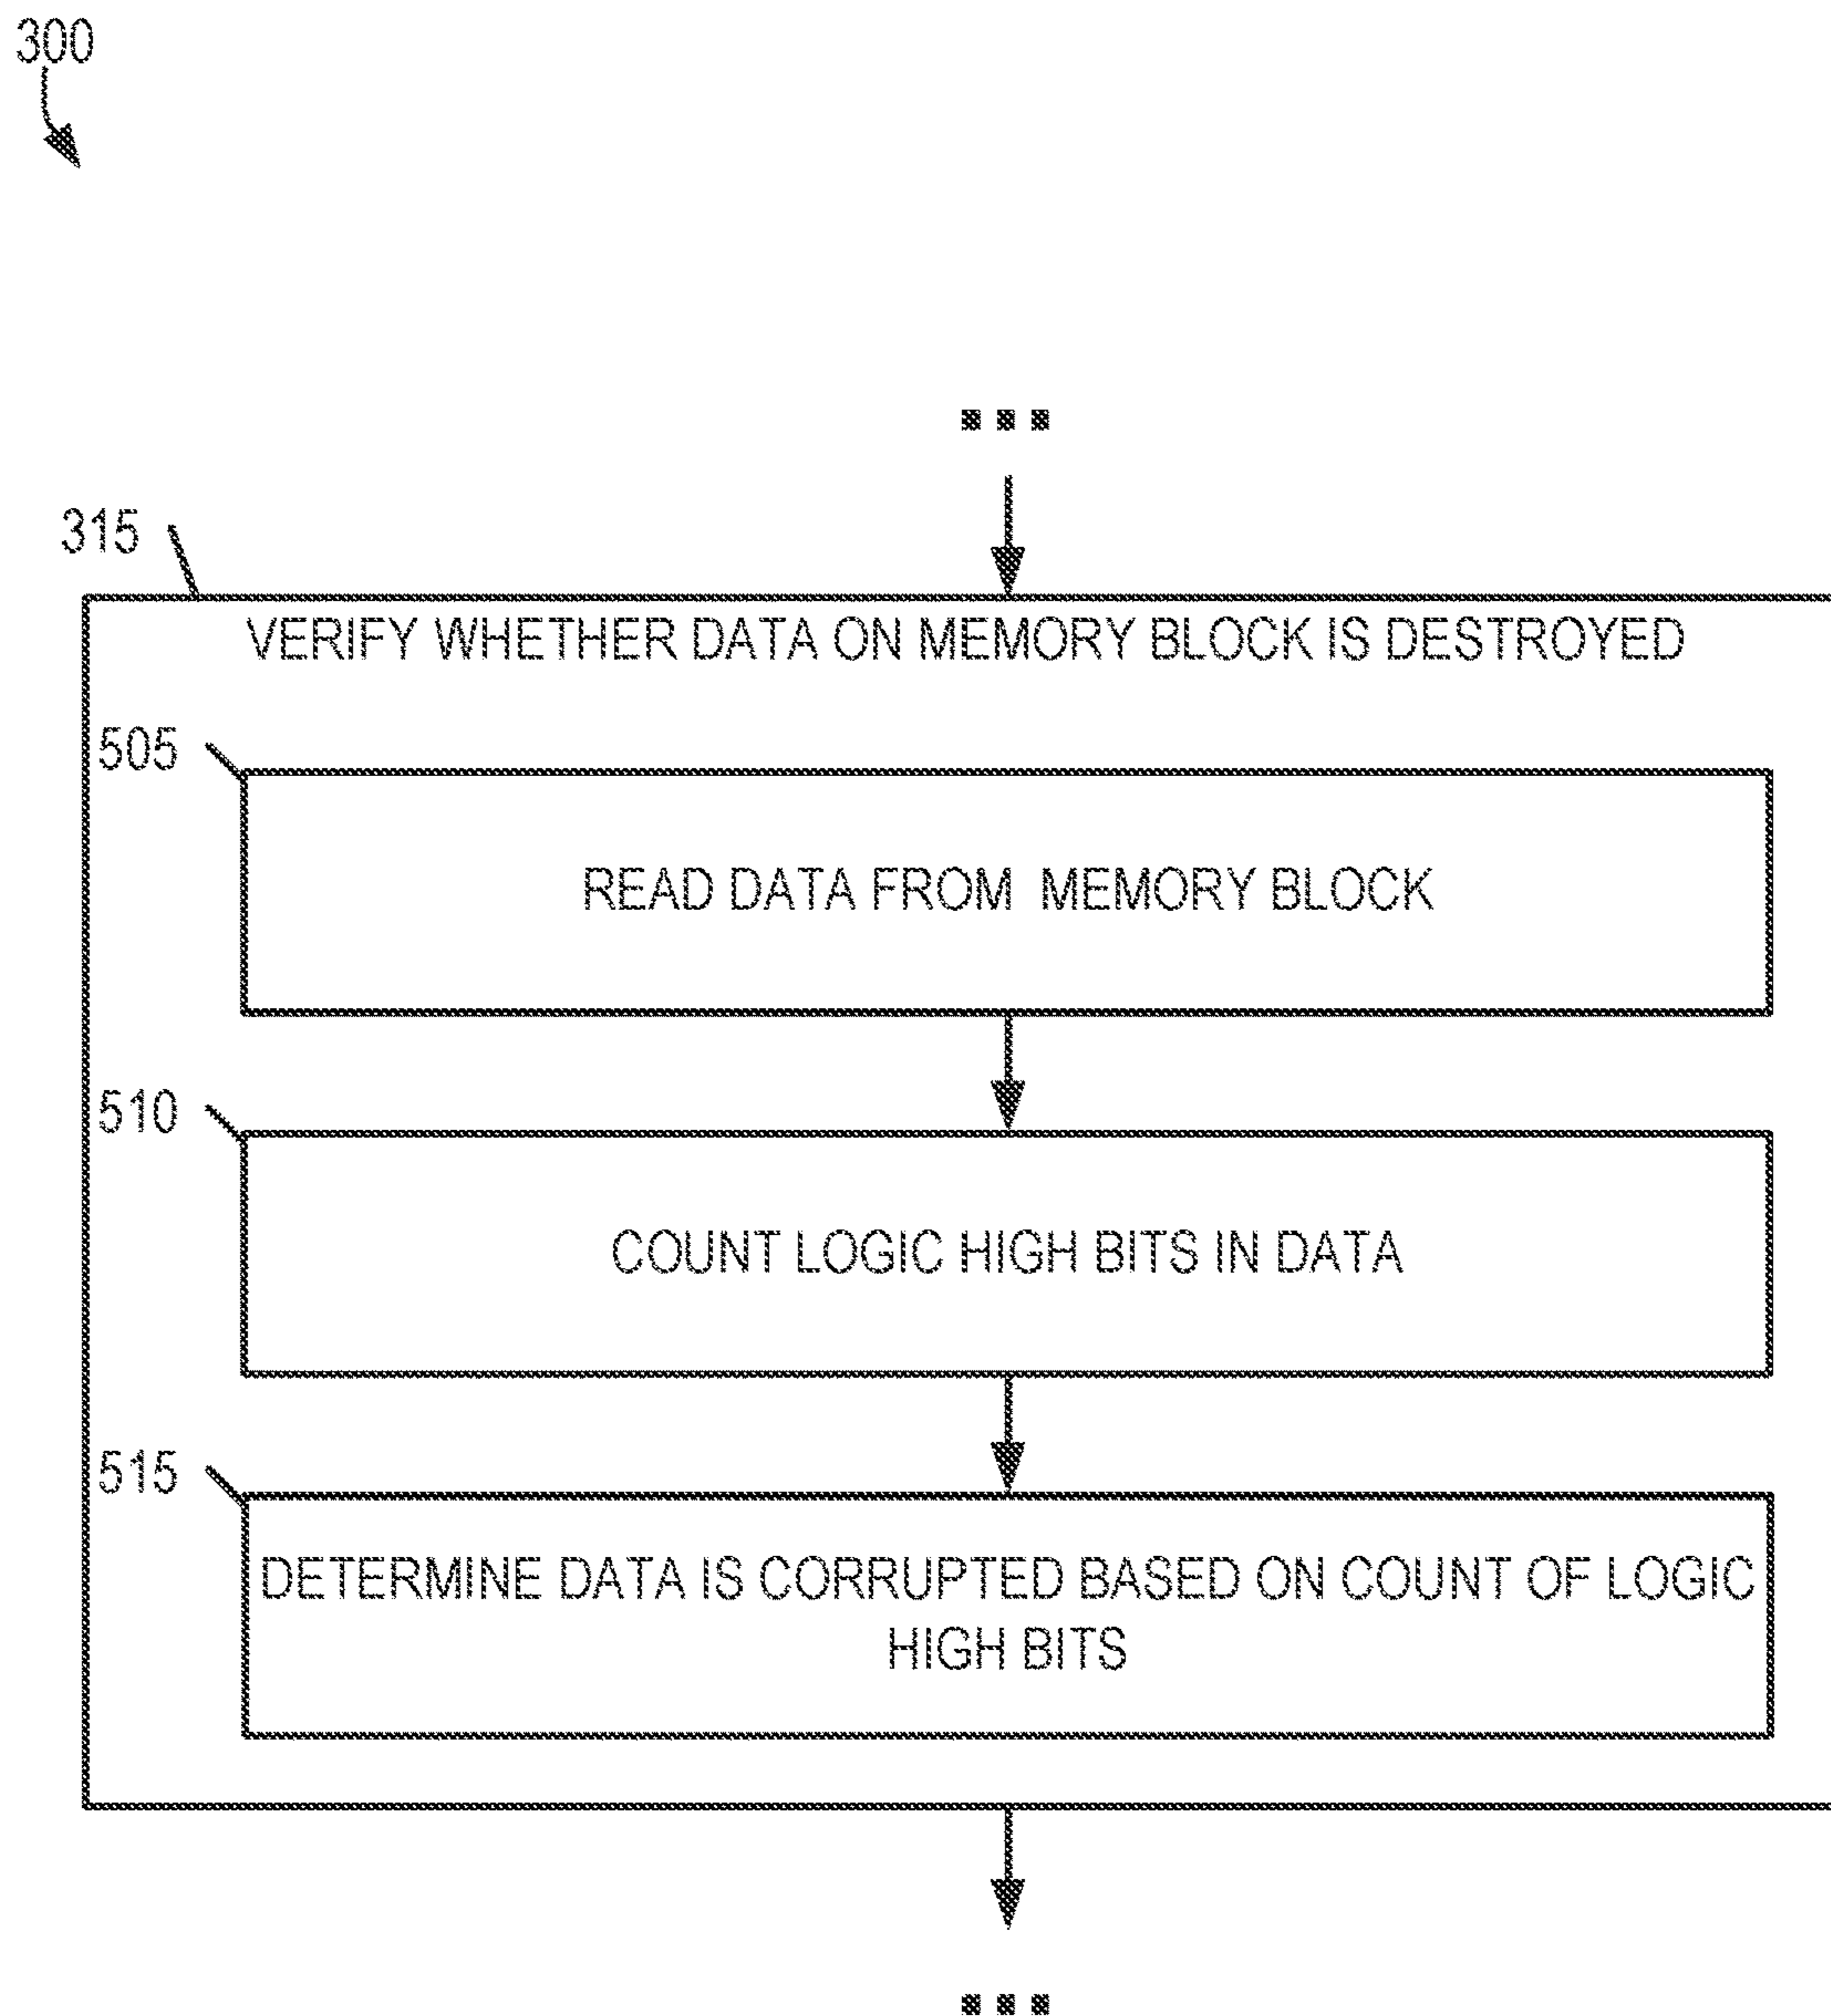 300
315
VERIFY WHETHER DATA ON MEMORY BLOCK IS DESTROYED
505
READ DATA FROM MEMORY BLOCK
510
COUNT LOGIC HIGH BITS IN DATA
515
DETERMINE DATA IS CORRUPTED BASED ON COUNT OF LOGIC
HIGH BITS